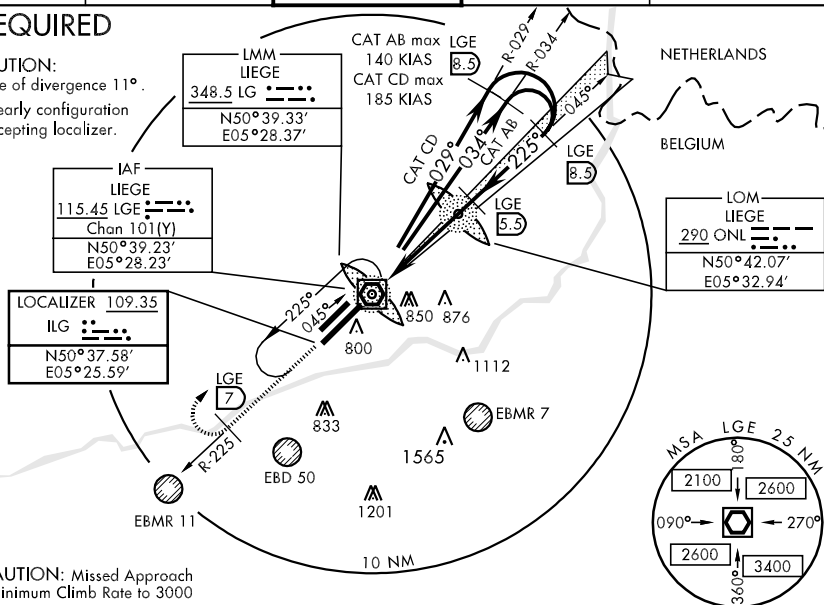 EQUIRED
UTION:
e of divergence 11°.
early configuration
cepting localizer.
LMM
LIEGE
348.5 LG
N50°39.33'
E05°28.37'
CAT AB max
140 KIAS
CAT CD max
185 KIAS
LGE
8.5
R-029
R-034
NETHERLANDS
BELGIUM
045°
CAT CD
029°
034°
CAT AB
225°
LGE
8.5
LGE
5.5
IAF
LIEGE
115.45 LGE
Chan 101(Y)
N50°39.23'
E05°28.23'
LOM
LIEGE
290 ONL
N50°42.07'
E05°32.94'
LOCALIZER 109.35
ILG
N50°37.58'
E05°25.59'
225°
045°
850
876
800
1112
LGE
7
833
R-225
EBMR 7
1565
EBD 50
EBMR 11
1201
10 NM
MSA LGE 25 NM
180°
2100
2600
090°
270°
2600
3400
360°
AUTION: Missed Approach
inimum Climb Rate to 3000